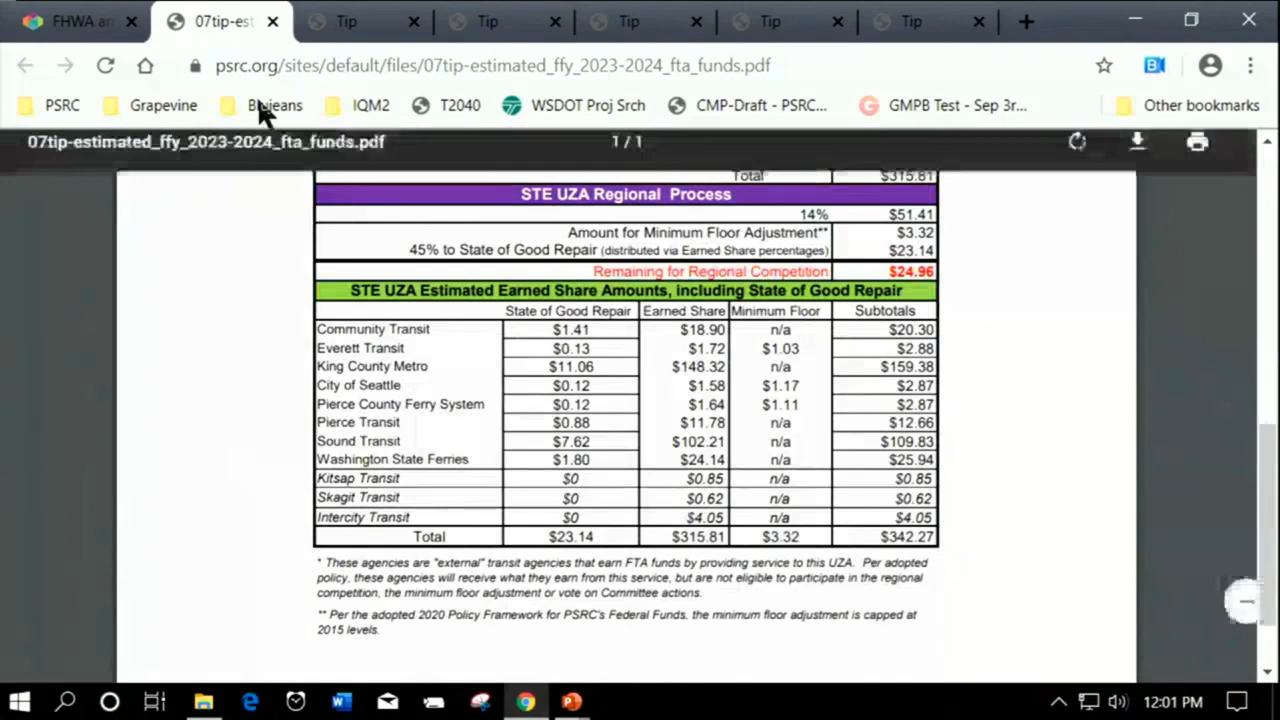 FHWA an
07tip-est
Tip
Tip
Tip
Tip
Tip
psrc.org/sites/default/files/07tip-estimated_ffy_2023-2024_fta_funds.pdf
PSRC Grapevine IQM2 T2040 WSDOT Proj Srch CMP-Draft - PSRC... GMPB Test - Sep 3r... Other bookmarks
07tip-estimated_ffy_2023-2024_fta_funds.pdf 1 / 1
Total $315.81
STE UZA Regional Process
14% $51.41
Amount for Minimum Floor Adjustment** $3.32
45% to State of Good Repair (distributed via Earned Share percentages) $23.14
Remaining for Regional Competition $24.96
STE UZA Estimated Earned Share Amounts, including State of Good Repair
State of Good Repair Earned Share Minimum Floor Subtotals
Community Transit $1.41 $18.90 n/a $20.30
Everett Transit $0.13 $1.72 $1.03 $2.88
King County Metro $11.06 $148.32 n/a $159.38
City of Seattle $0.12 $1.58 $1.17 $2.87
Pierce County Ferry System $0.12 $1.64 $1.11 $2.87
Pierce Transit $0.88 $11.78 n/a $12.66
Sound Transit $7.62 $102.21 n/a $109.83
Washington State Ferries $1.80 $24.14 n/a $25.94
Kitsap Transit $0 $0.85 n/a $0.85
Skagit Transit $0 $0.62 n/a $0.62
Intercity Transit $0 $4.05 n/a $4.05
Total $23.14 $315.81 $3.32 $342.27
* These agencies are "external" transit agencies that earn FTA funds by providing service to this UZA. Per adopted
policy, these agencies will receive what they earn from this service, but are not eligible to participate in the regional
competition, the minimum floor adjustment or vote on Committee actions.
** Per the adopted 2020 Policy Framework for PSRC's Federal Funds, the minimum floor adjustment is capped at
2015 levels.
12:01 PM